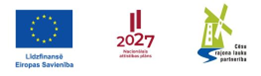 Līdzfinansē
Eiropas Savienība
2027
Nacionālais
attīstības plāns
Cēsu
rajona lauku
partnerība